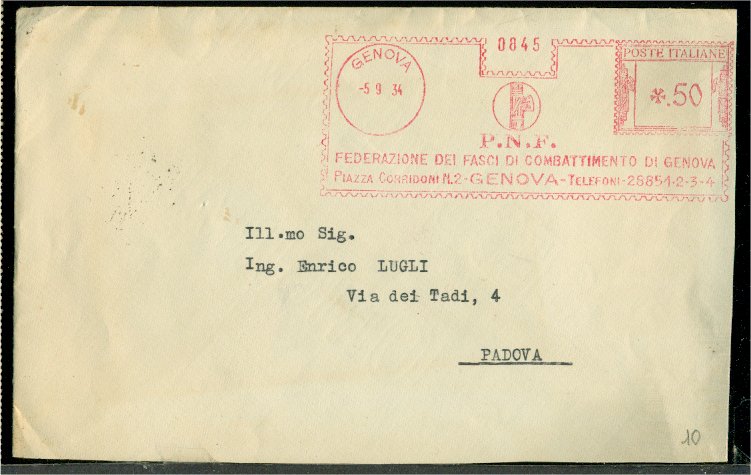 0845
GENOVA
-5 9 34
POSTE ITALIANE
.50
P.N.F.
FEDERAZIONE DEI FASCI DI COMBATTIMENTO DI GENOVA
PIAZZA CORRIDONI N.2-GENOVA-TELEFONI-28851-2-3-4
Ill.mo Sig.
Ing. Enrico LUGLI
Via dei Tadi, 4
PADOVA
10